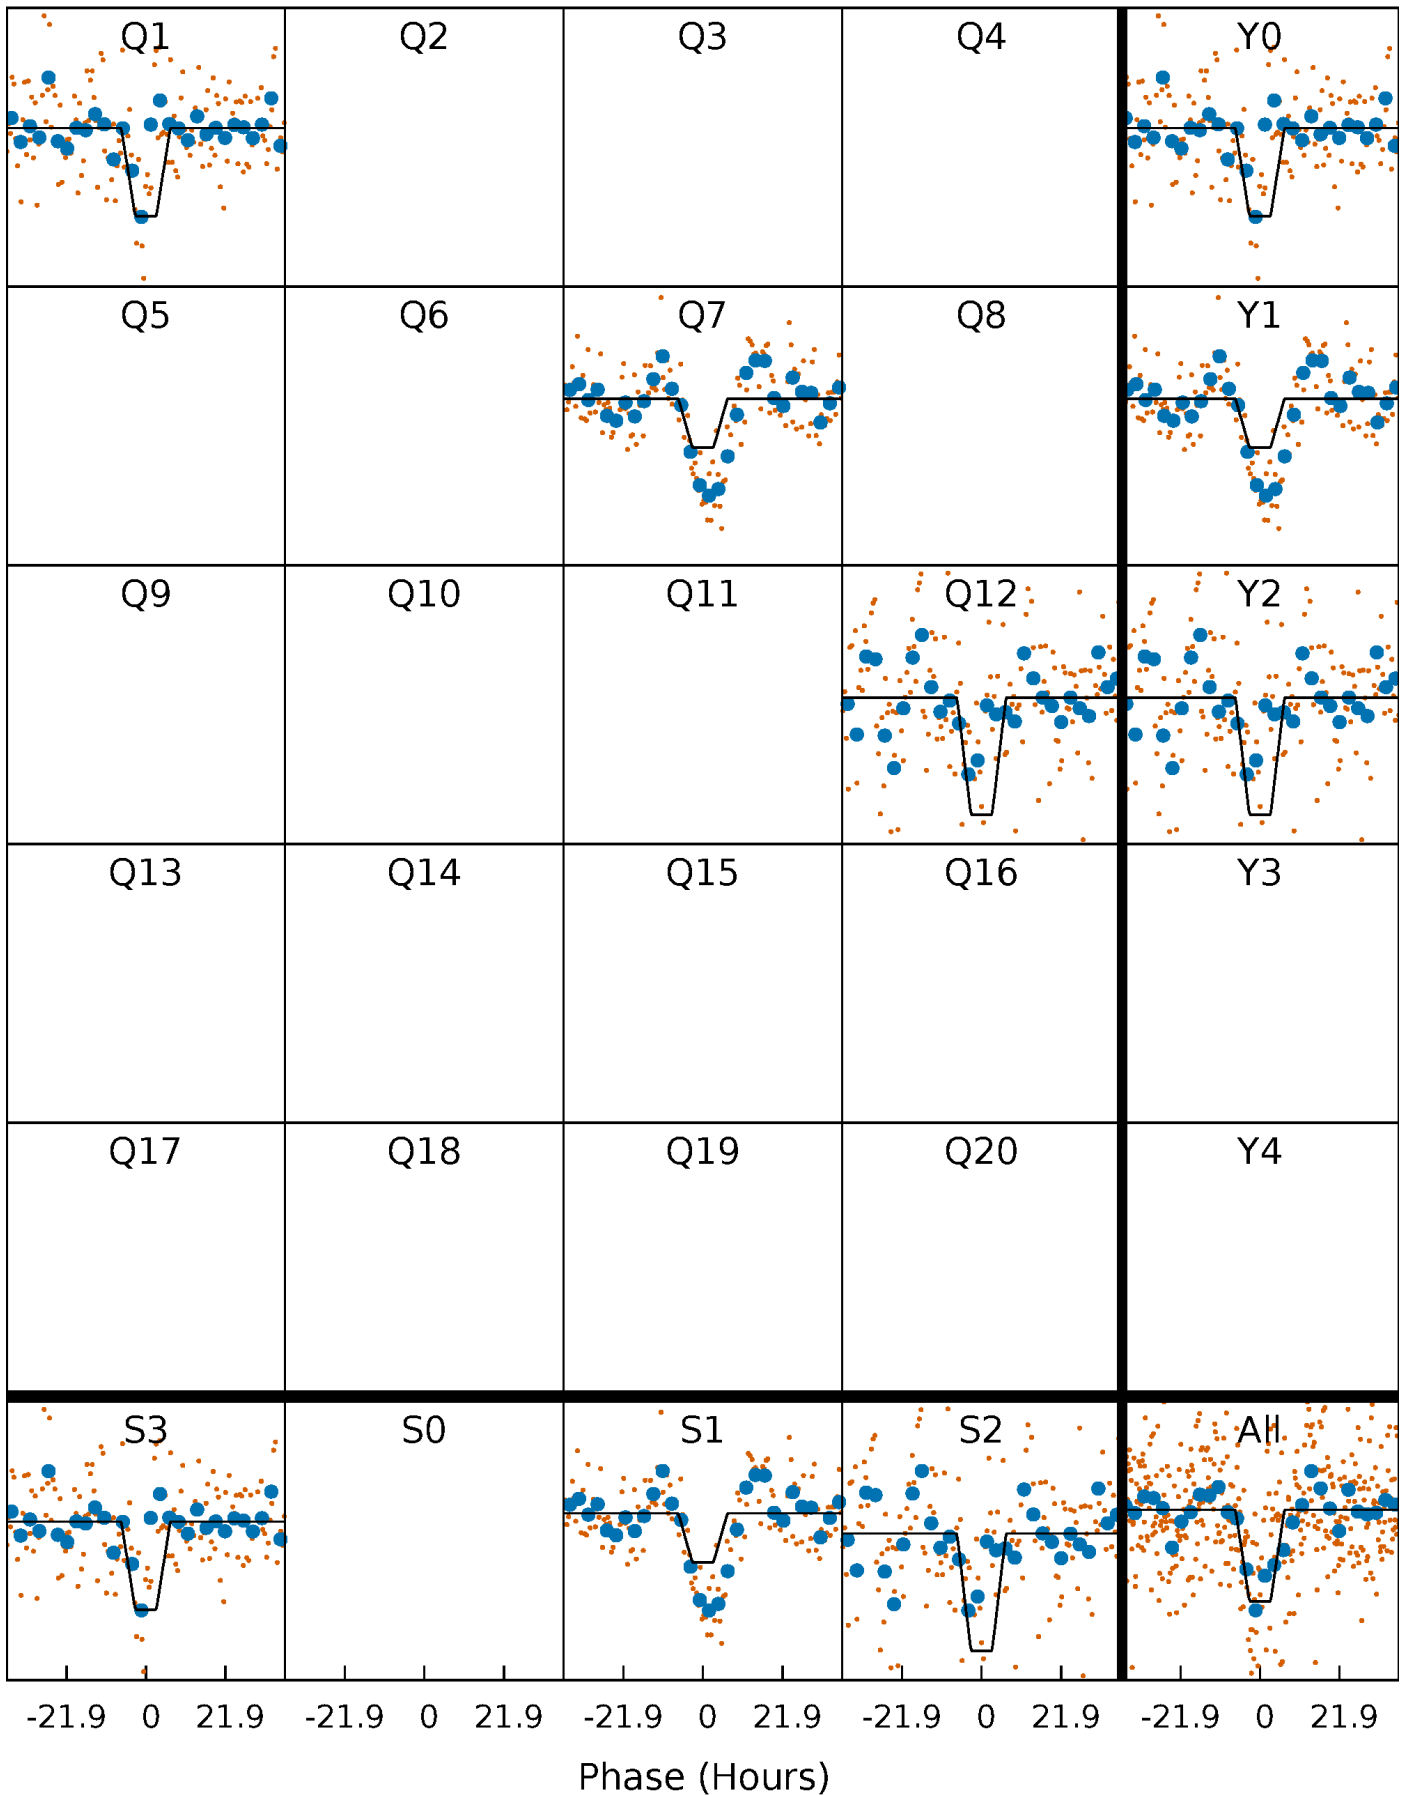 Q1 Q2 Q3 Q4 Y0
Q5 Q6 Q7 Q8 Y1
Q9 Q10 Q11 Q12 Y2
Q13 Q14 Q15 Q16 Y3
Q17 Q18 Q19 Q20 Y4
S3 S0 S1 S2 All
-21.9 0 21.9 -21.9 0 21.9 -21.9 0 21.9 -21.9 0 21.9 -21.9 0 21.9
Phase (Hours)